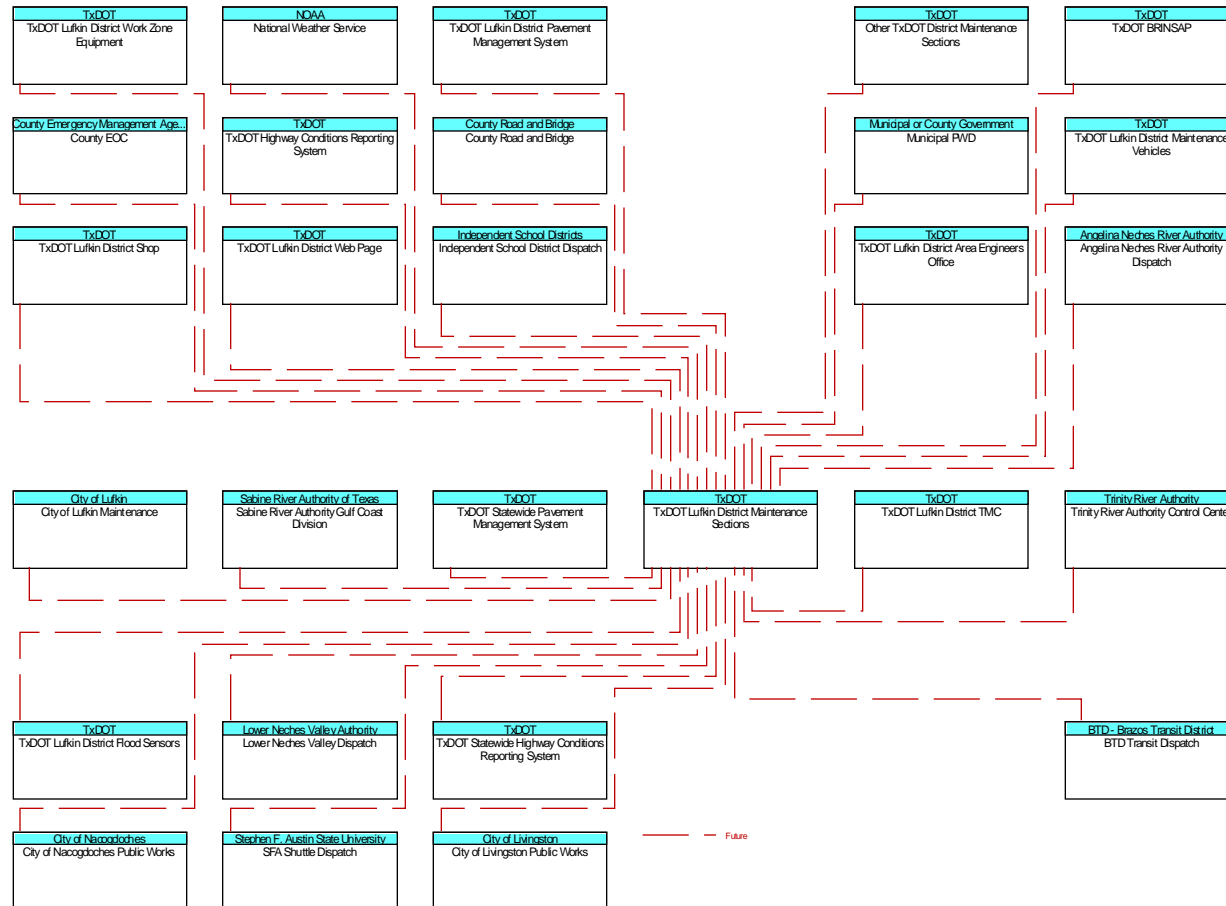 TxDOT
TxDOT Lufkin District Work Zone
Equipment
NOAA
National Weather Service
TxDOT
TxDOT Lufkin District Pavement
Management System
TxDOT
Other TxDOT District Maintenance
Sections
TxDOT
TxDOT BRINSAP
County Emergency Management Age...
County EOC
TxDOT
TxDOT Highway Conditions Reporting
System
County Road and Bridge
County Road and Bridge
Municipal or County Government
Municipal PWD
TxDOT
TxDOT Lufkin District Maintenance
Vehicles
TxDOT
TxDOT Lufkin District Shop
TxDOT
TxDOT Lufkin District Web Page
Independent School Districts
Independent School District Dispatch
TxDOT
TxDOT Lufkin District Area Engineers
Office
Angelina Neches River Authority
Angelina Neches River Authority
Dispatch
City of Lufkin
City of Lufkin Maintenance
Sabine River Authority of Texas
Sabine River Authority Gulf Coast
Division
TxDOT
TxDOT Statewide Pavement
Management System
TxDOT
TxDOT Lufkin District Maintenance
Sections
TxDOT
TxDOT Lufkin District TMC
Trinity River Authority
Trinity River Authority Control Cente
TxDOT
TxDOT Lufkin District Flood Sensors
Lower Neches Valley Authority
Lower Neches Valley Dispatch
TxDOT
TxDOT Statewide Highway Conditions
Reporting System
BTD - Brazos Transit District
BTD Transit Dispatch
City of Nacogdoches
City of Nacogdoches Public Works
Stephen F. Austin State University
SFA Shuttle Dispatch
City of Livingston
City of Livingston Public Works
Future